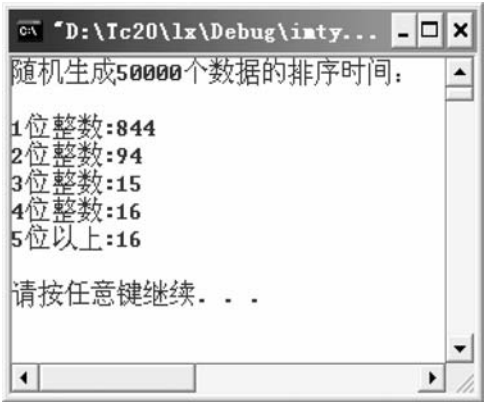 "D:\Tc20\lx\Debug\imty...
随机生成50000个数据的排序时间：
1位整数:844
2位整数:94
3位整数:15
4位整数:16
5位以上:16
请按任意键继续. . .